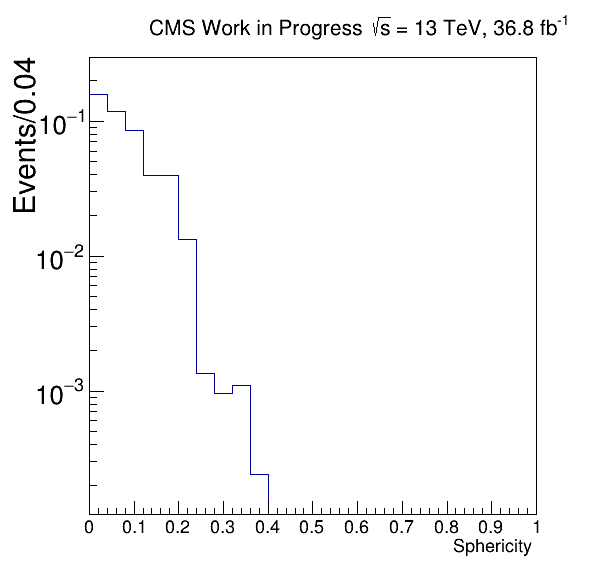 CMS Work in Progress √s = 13 TeV, 36.8 fb⁻¹
Events/0.04
10⁻¹
10⁻²
10⁻³
0 0.1 0.2 0.3 0.4 0.5 0.6 0.7 0.8 0.9 1
Sphericity